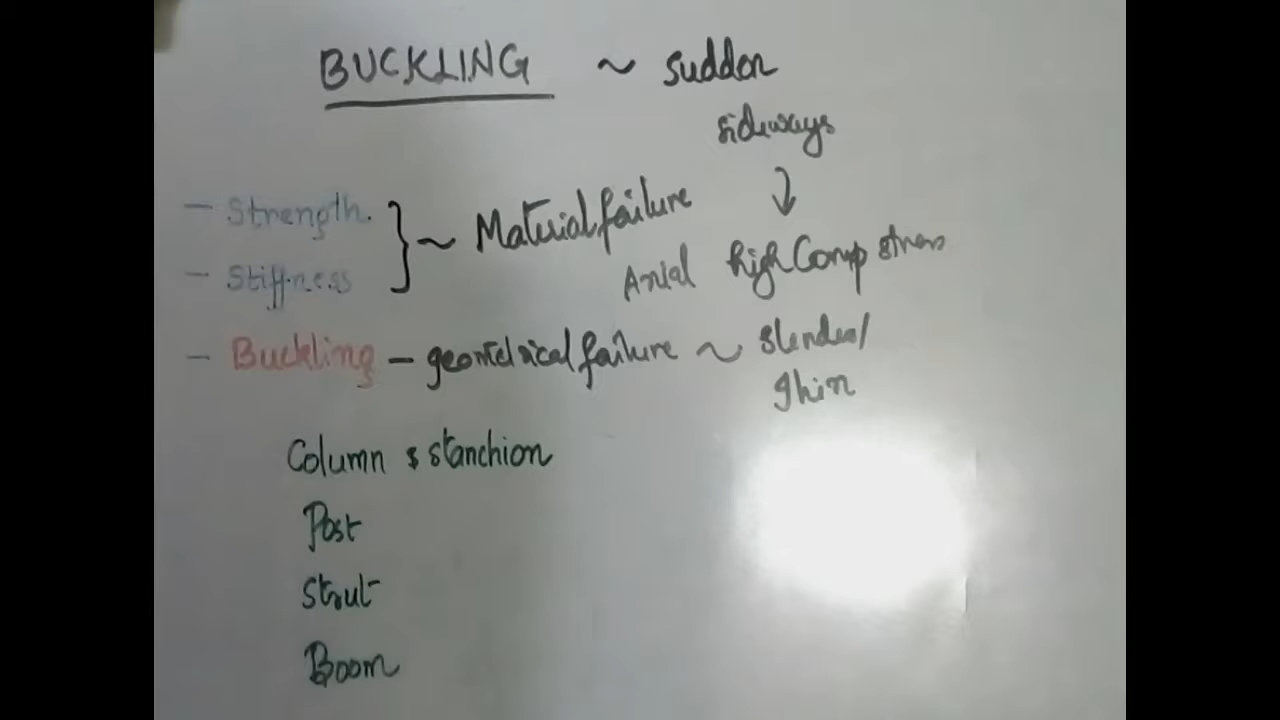 BUCKLING ~ sudden
sideways
↓
- Strength.
- Stiffness
} ~ Material failure
Axial high Comp stress
- Buckling - geometrical failure ~ slender/
thin
Column & stanchion
Post
Strut
Boom